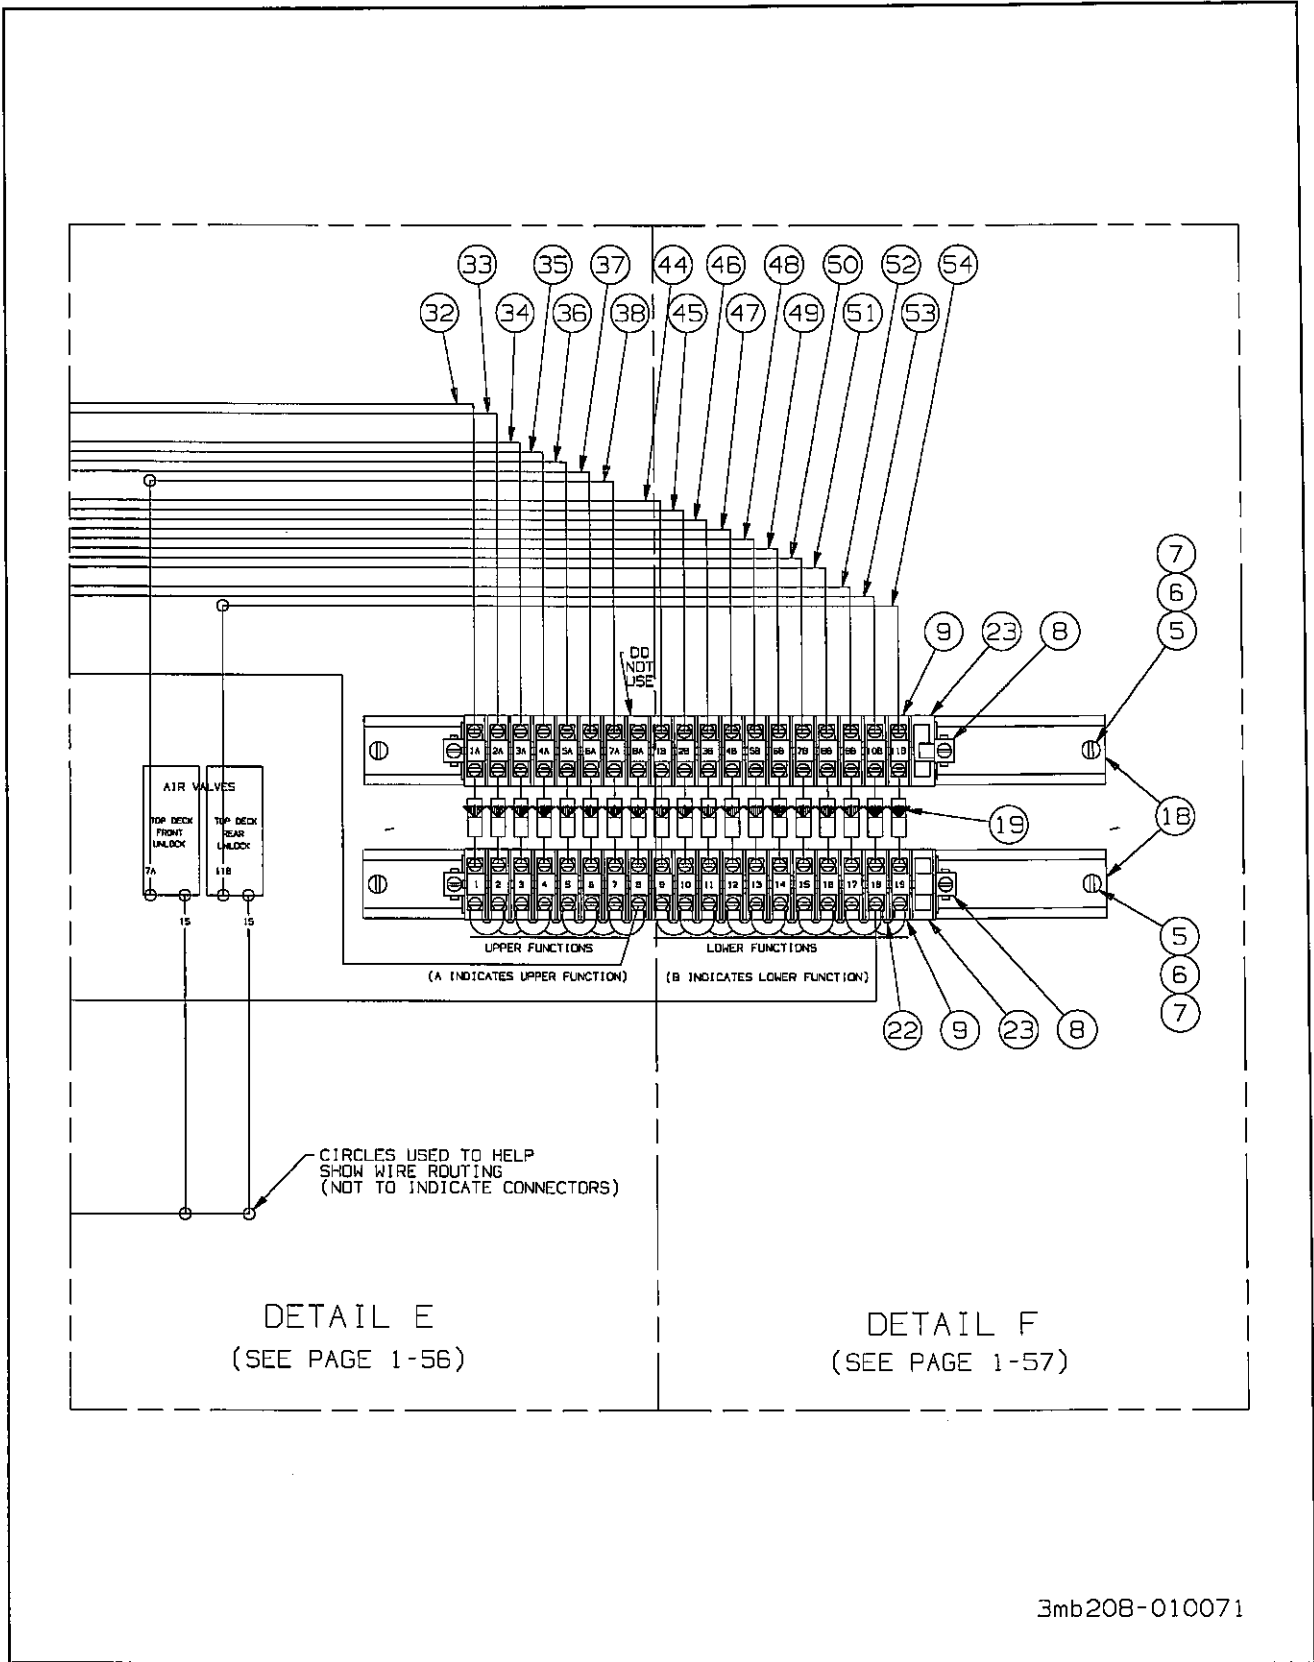 33 35 37 44 46 48 50 52 54
32 34 36 38 45 47 49 51 53
7
6
5
9 23 8
DO
NOT
USE
1A 2A 3A 4A 5A 6A 7A 8A 1B 2B 3B 4B 5B 6B 7B 8B 9B 10B 11B
AIR VALVES
TOP DECK
FRONT
UNLOCK
TOP DECK
REAR
UNLOCK
7A
11B
19
18
1 2 3 4 5 6 7 8 9 10 11 12 13 14 15 16 17 18 19
15 15
UPPER FUNCTIONS
LOWER FUNCTIONS
(A INDICATES UPPER FUNCTION)
(B INDICATES LOWER FUNCTION)
5
6
7
22 9 23 8
CIRCLES USED TO HELP
SHOW WIRE ROUTING
(NOT TO INDICATE CONNECTORS)
DETAIL E
(SEE PAGE 1-56)
DETAIL F
(SEE PAGE 1-57)
3mb208-010071